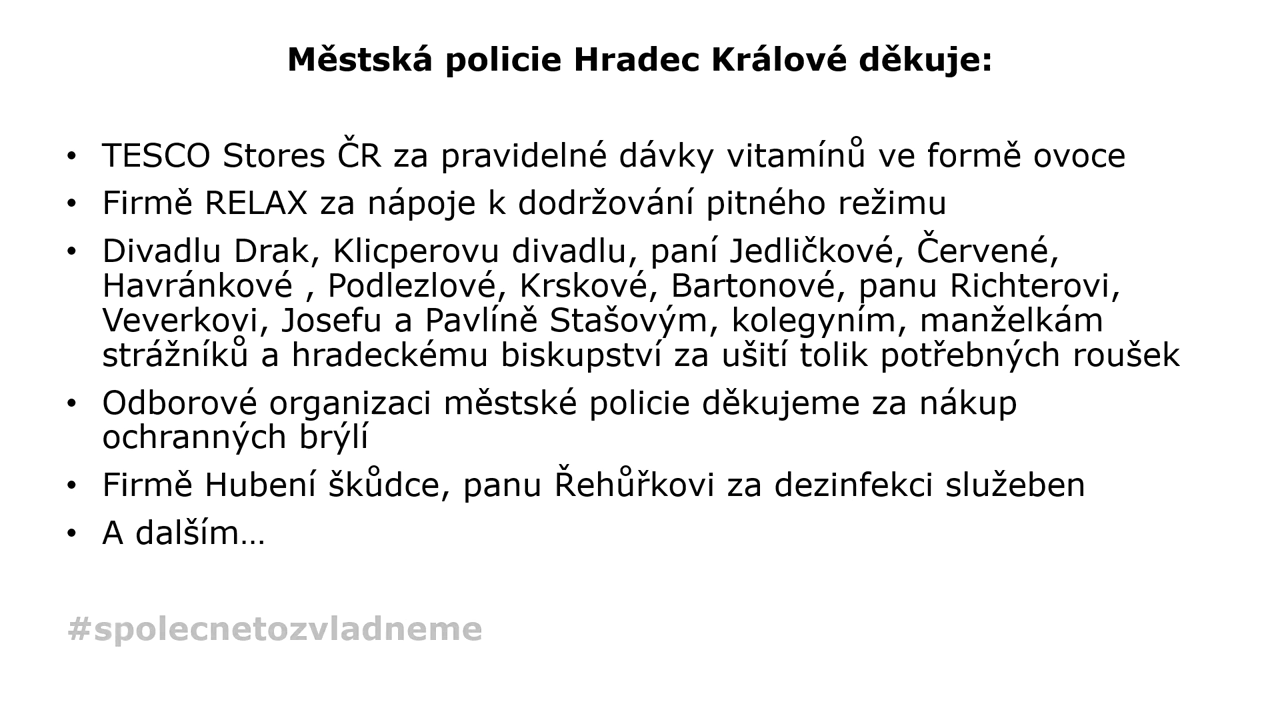 Městská policie Hradec Králové děkuje:
• TESCO Stores ČR za pravidelné dávky vitamínů ve formě ovoce
• Firmě RELAX za nápoje k dodržování pitného režimu
• Divadlu Drak, Klicperovu divadlu, paní Jedličkové, Červené,
Havránkové , Podlezlové, Krskové, Bartonové, panu Richterovi,
Veverkovi, Josefu a Pavlíně Stašovým, kolegyním, manželkám
strážníků a hradeckému biskupství za ušití tolik potřebných roušek
• Odborové organizaci městské policie děkujeme za nákup
ochranných brýlí
• Firmě Hubení škůdce, panu Řehůřkovi za dezinfekci služeben
• A dalším…
#spolecnetozvladneme